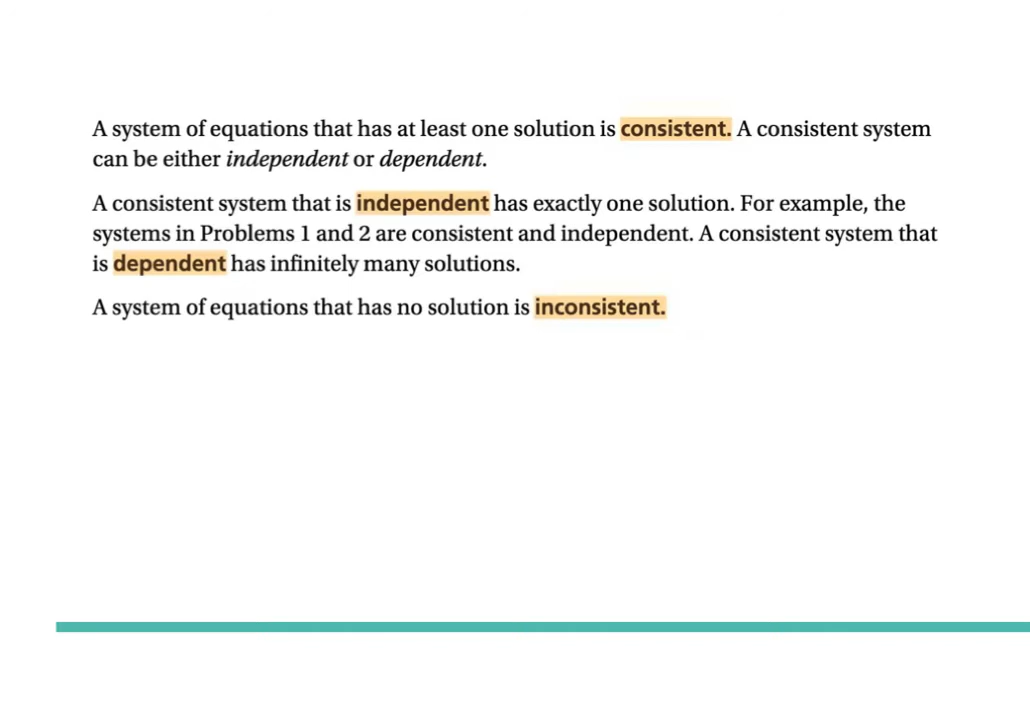 A system of equations that has at least one solution is consistent. A consistent system
can be either independent or dependent.
A consistent system that is independent has exactly one solution. For example, the
systems in Problems 1 and 2 are consistent and independent. A consistent system that
is dependent has infinitely many solutions.
A system of equations that has no solution is inconsistent.